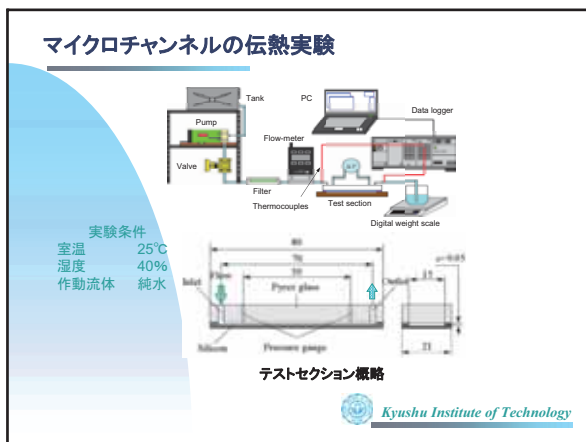 マイクロチャンネルの伝熱実験
Tank
PC
Data logger
Pump
Flow-meter
Valve
Filter
Thermocouples
Test section
Digital weight scale
実験条件
室温 25℃
湿度 40%
作動流体 純水
80
70
50
15
Flow
Inlet
Pyrex glass
Outlet
Silicon
Pressure gauge
21
テストセクション概略
Kyushu Institute of Technology